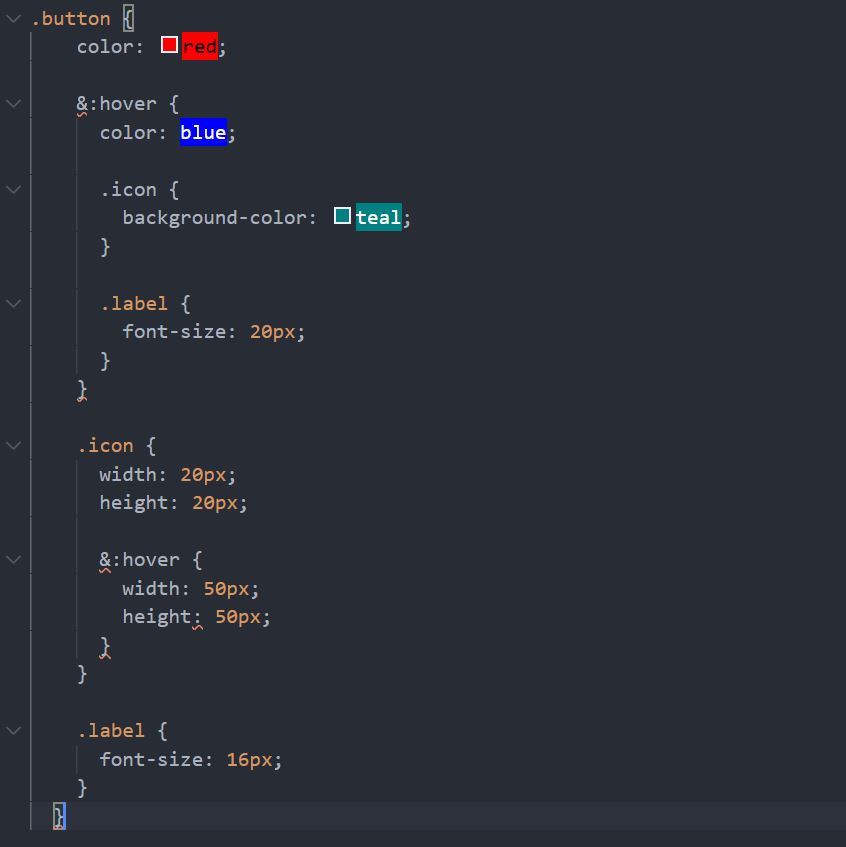 .button {
color: red;
&:hover {
color: blue;
.icon {
background-color: teal;
}
.label {
font-size: 20px;
}
}
.icon {
width: 20px;
height: 20px;
&:hover {
width: 50px;
height: 50px;
}
}
.label {
font-size: 16px;
}
}